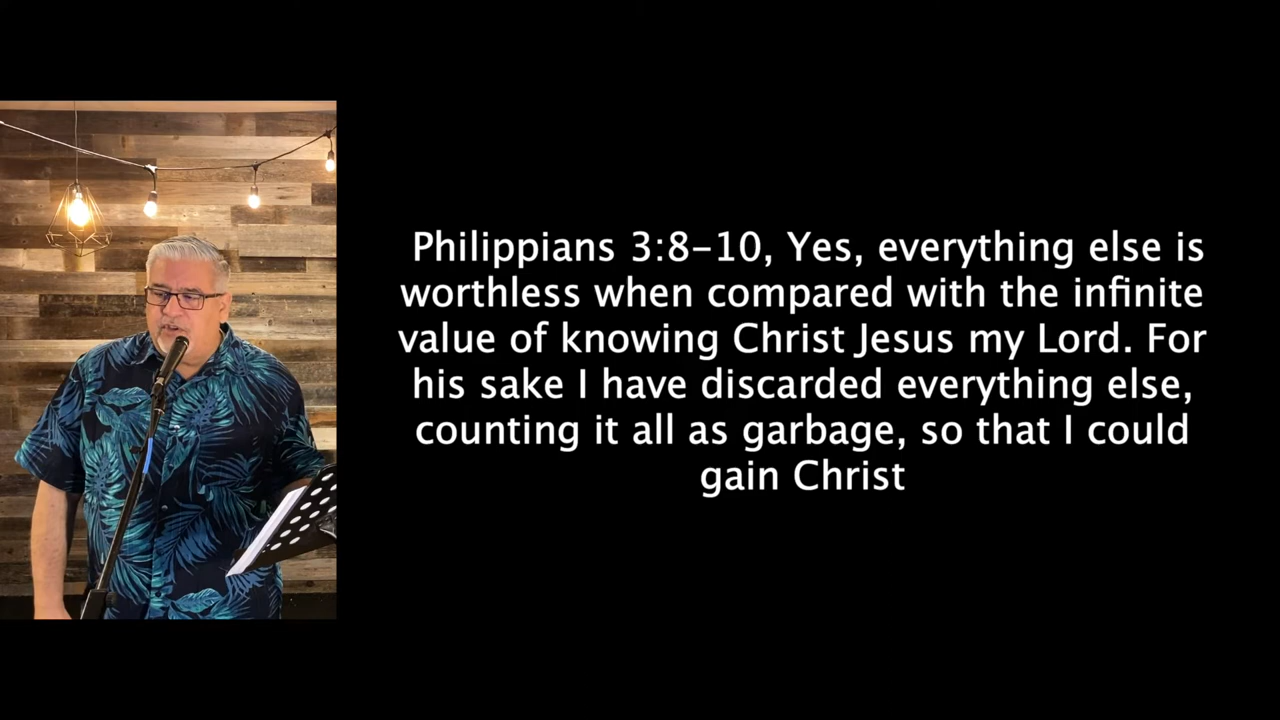 Philippians 3:8-10, Yes, everything else is
worthless when compared with the infinite
value of knowing Christ Jesus my Lord. For
his sake I have discarded everything else,
counting it all as garbage, so that I could
gain Christ